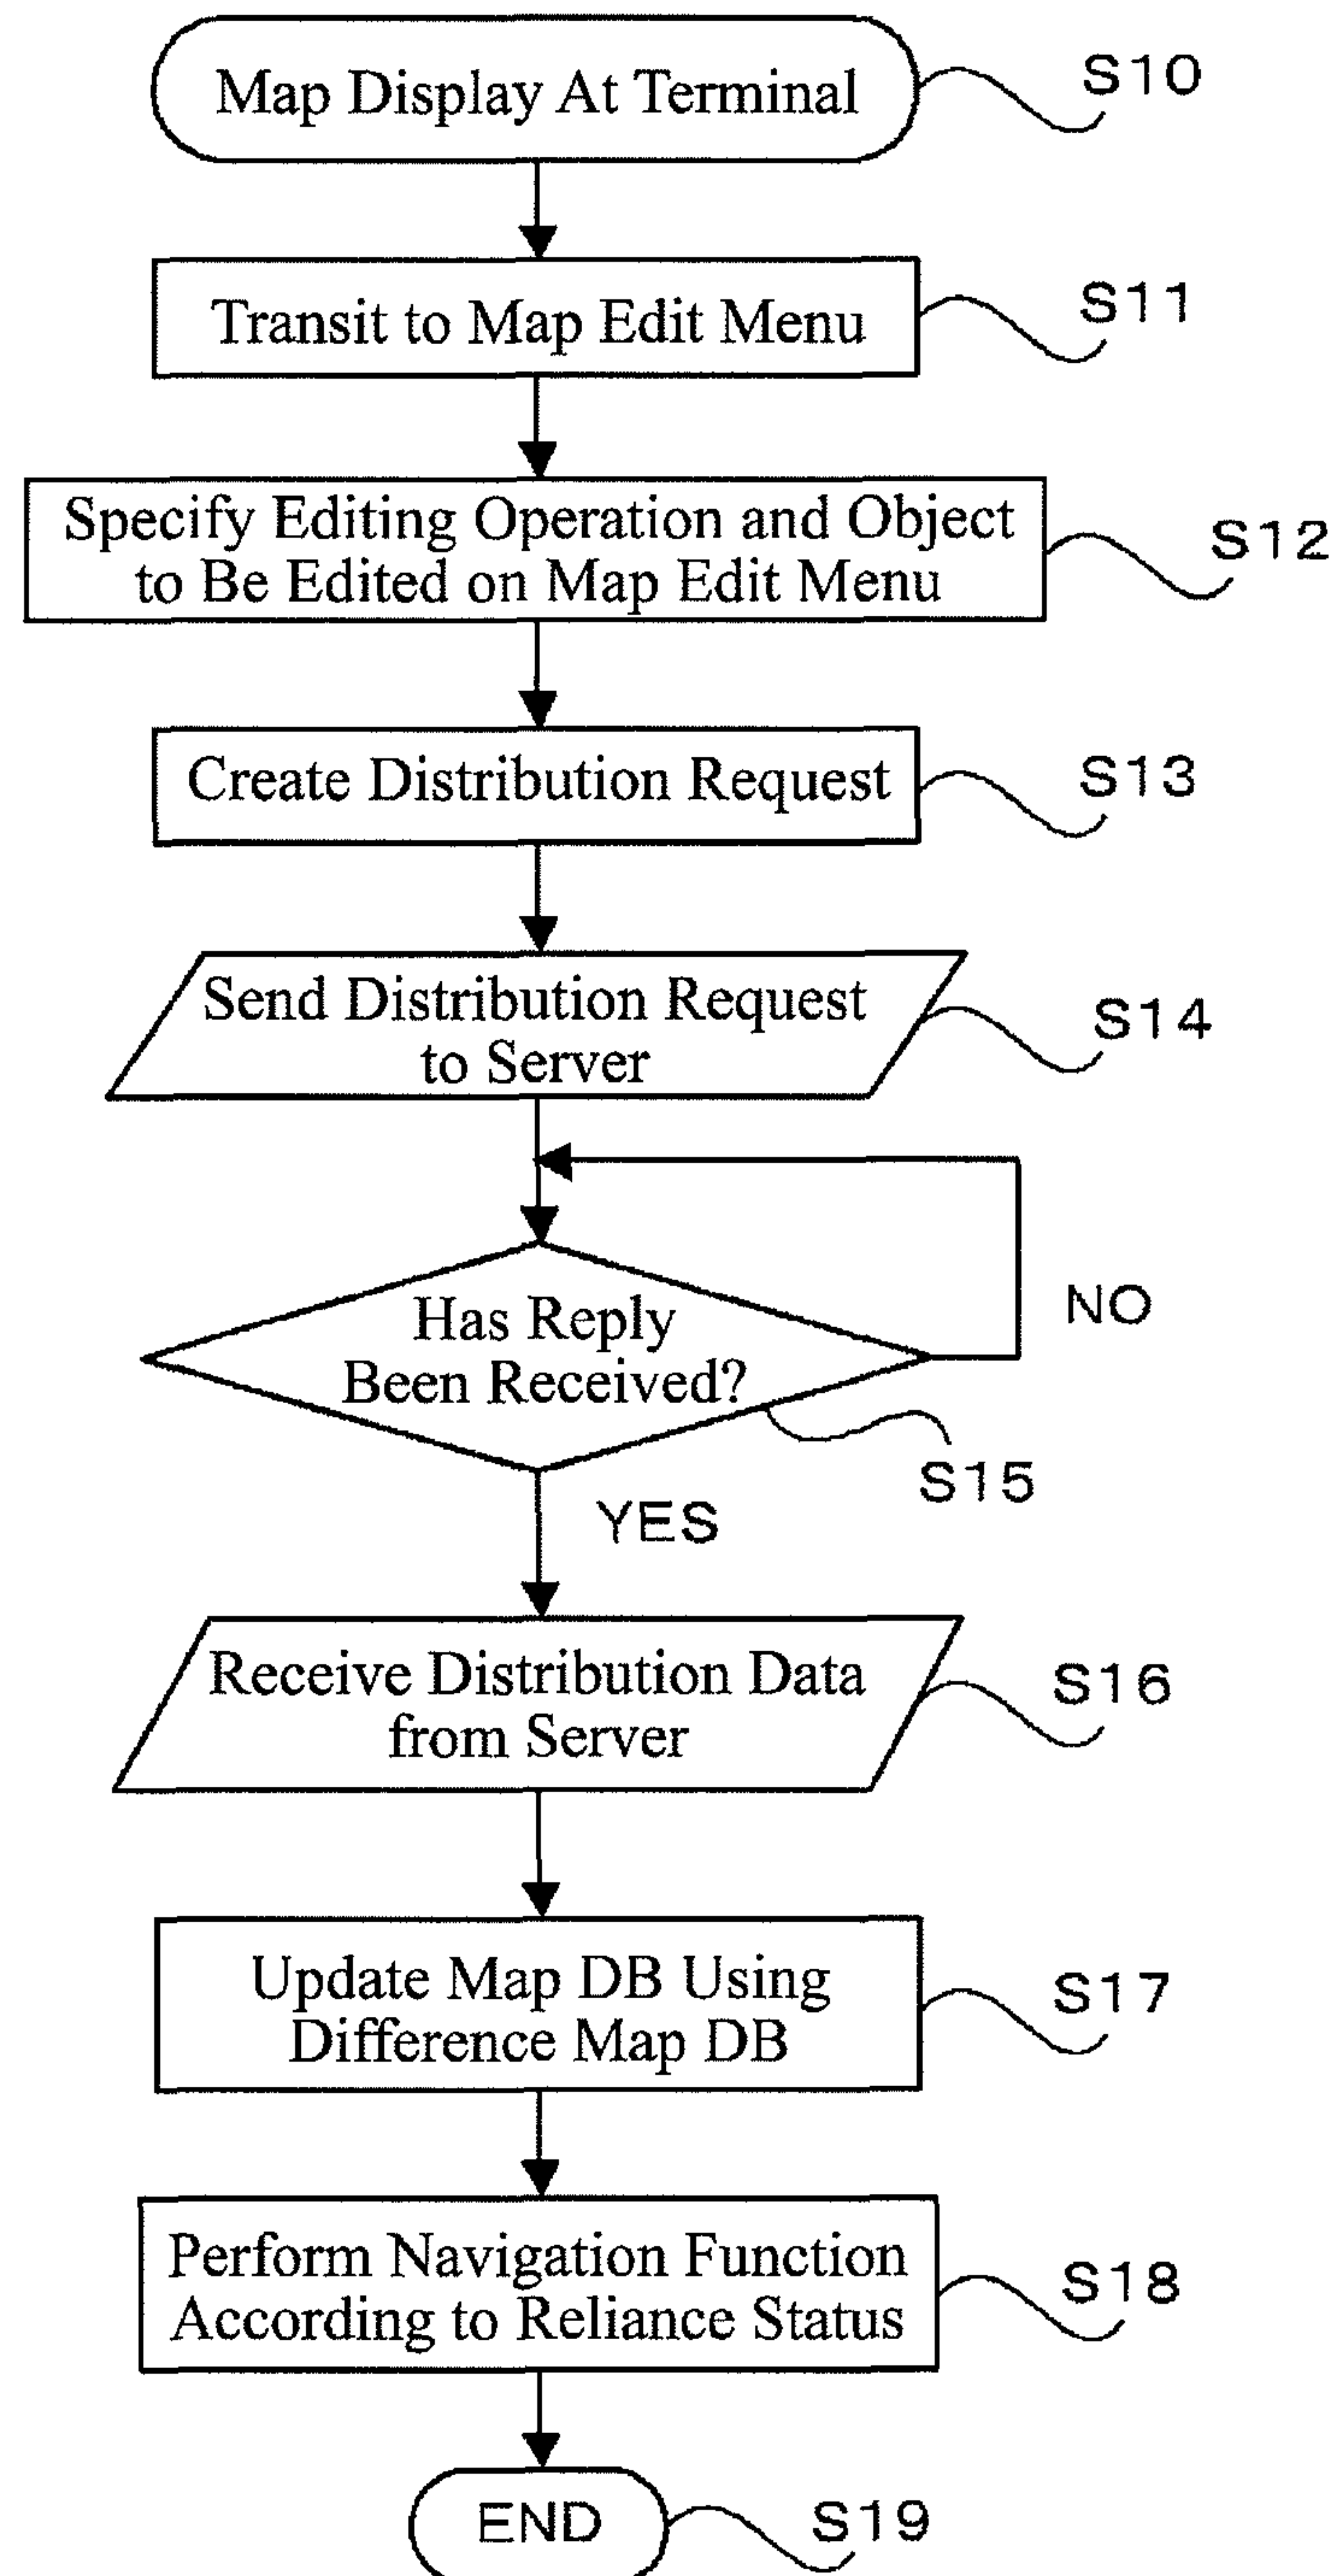 Map Display At Terminal
S10
Transit to Map Edit Menu
S11
Specify Editing Operation and Object
to Be Edited on Map Edit Menu
S12
Create Distribution Request
S13
Send Distribution Request
to Server
S14
Has Reply
Been Received?
NO
S15
YES
Receive Distribution Data
from Server
S16
Update Map DB Using
Difference Map DB
S17
Perform Navigation Function
According to Reliance Status
S18
END
S19